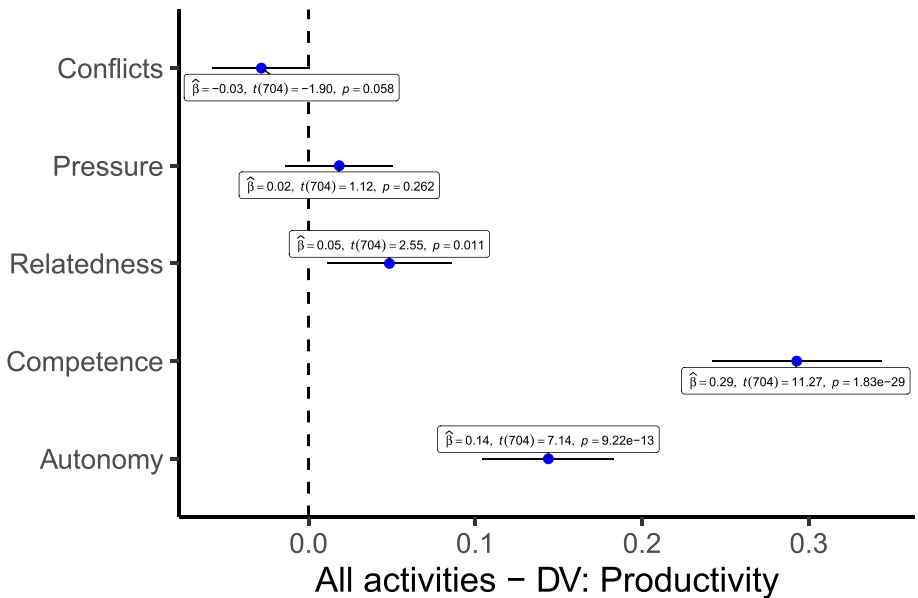 Conflicts
β̂ = −0.03, t(704) = −1.90, p = 0.058
Pressure
β̂ = 0.02, t(704) = 1.12, p = 0.262
β̂ = 0.05, t(704) = 2.55, p = 0.011
Relatedness
Competence
β̂ = 0.29, t(704) = 11.27, p = 1.83e−29
β̂ = 0.14, t(704) = 7.14, p = 9.22e−13
Autonomy
0.0 0.1 0.2 0.3
All activities − DV: Productivity